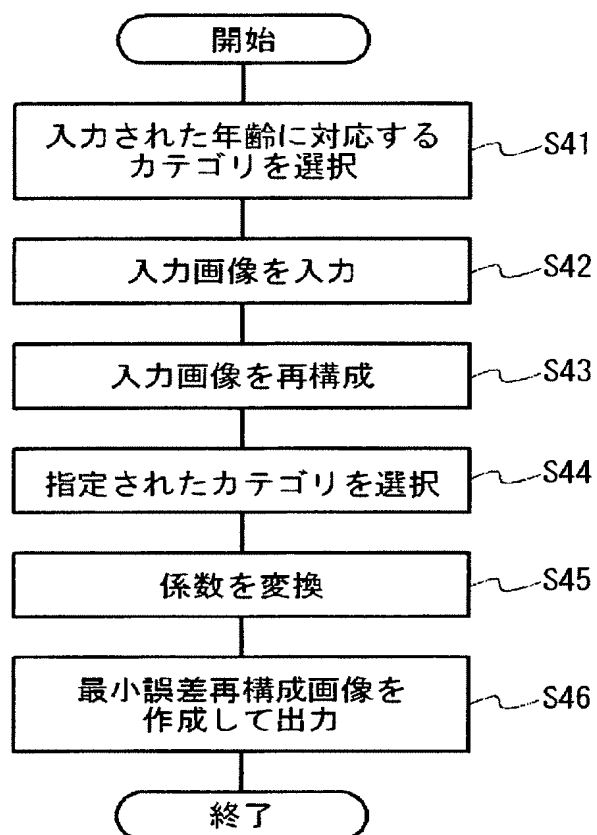 開始
入力された年齢に対応する
カテゴリを選択
S41
入力画像を入力
S42
入力画像を再構成
S43
指定されたカテゴリを選択
S44
係数を変換
S45
最小誤差再構成画像を
作成して出力
S46
終了